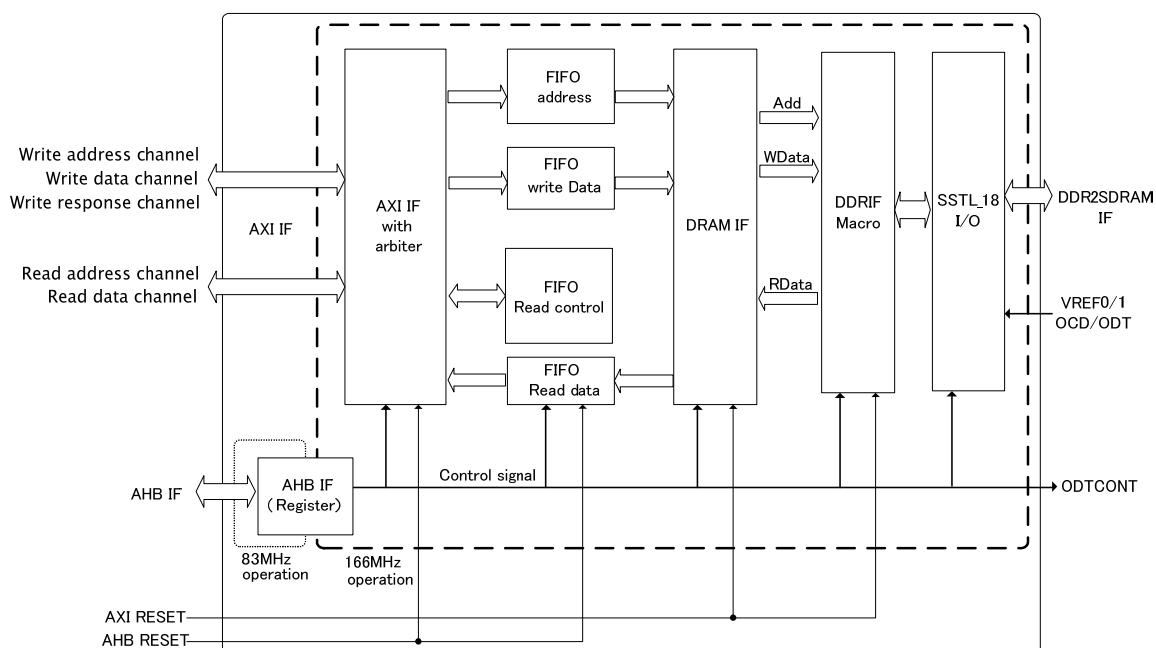 FIFO
address
Add
FIFO
write Data
WData
Write address channel
Write data channel
Write response channel
AXI IF
AXI IF
with
arbiter
DRAM IF
DDRIF
Macro
SSTL_18
I/O
DDR2SDRAM
IF
Read address channel
Read data channel
FIFO
Read control
RData
VREF0/1
OCD/ODT
FIFO
Read data
AHB IF
AHB IF
(Register)
Control signal
ODTCONT
83MHz
operation
166MHz
operation
AXI RESET
AHB RESET